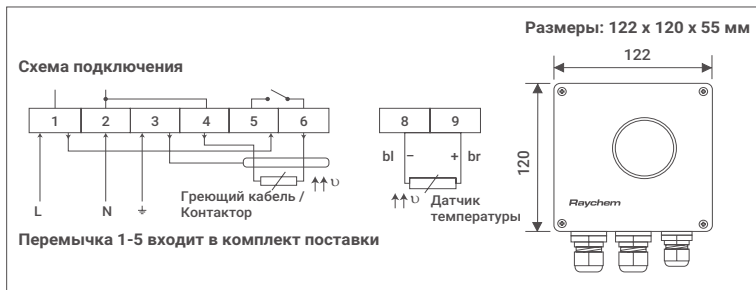 Размеры: 122 x 120 x 55 мм
122
Схема подключения
1 2 3 4 5 6
8 9
bl – + br
120
Греющий кабель /
Контактор
Датчик
температуры
L N
Raychem
Перемычка 1-5 входит в комплект поставки